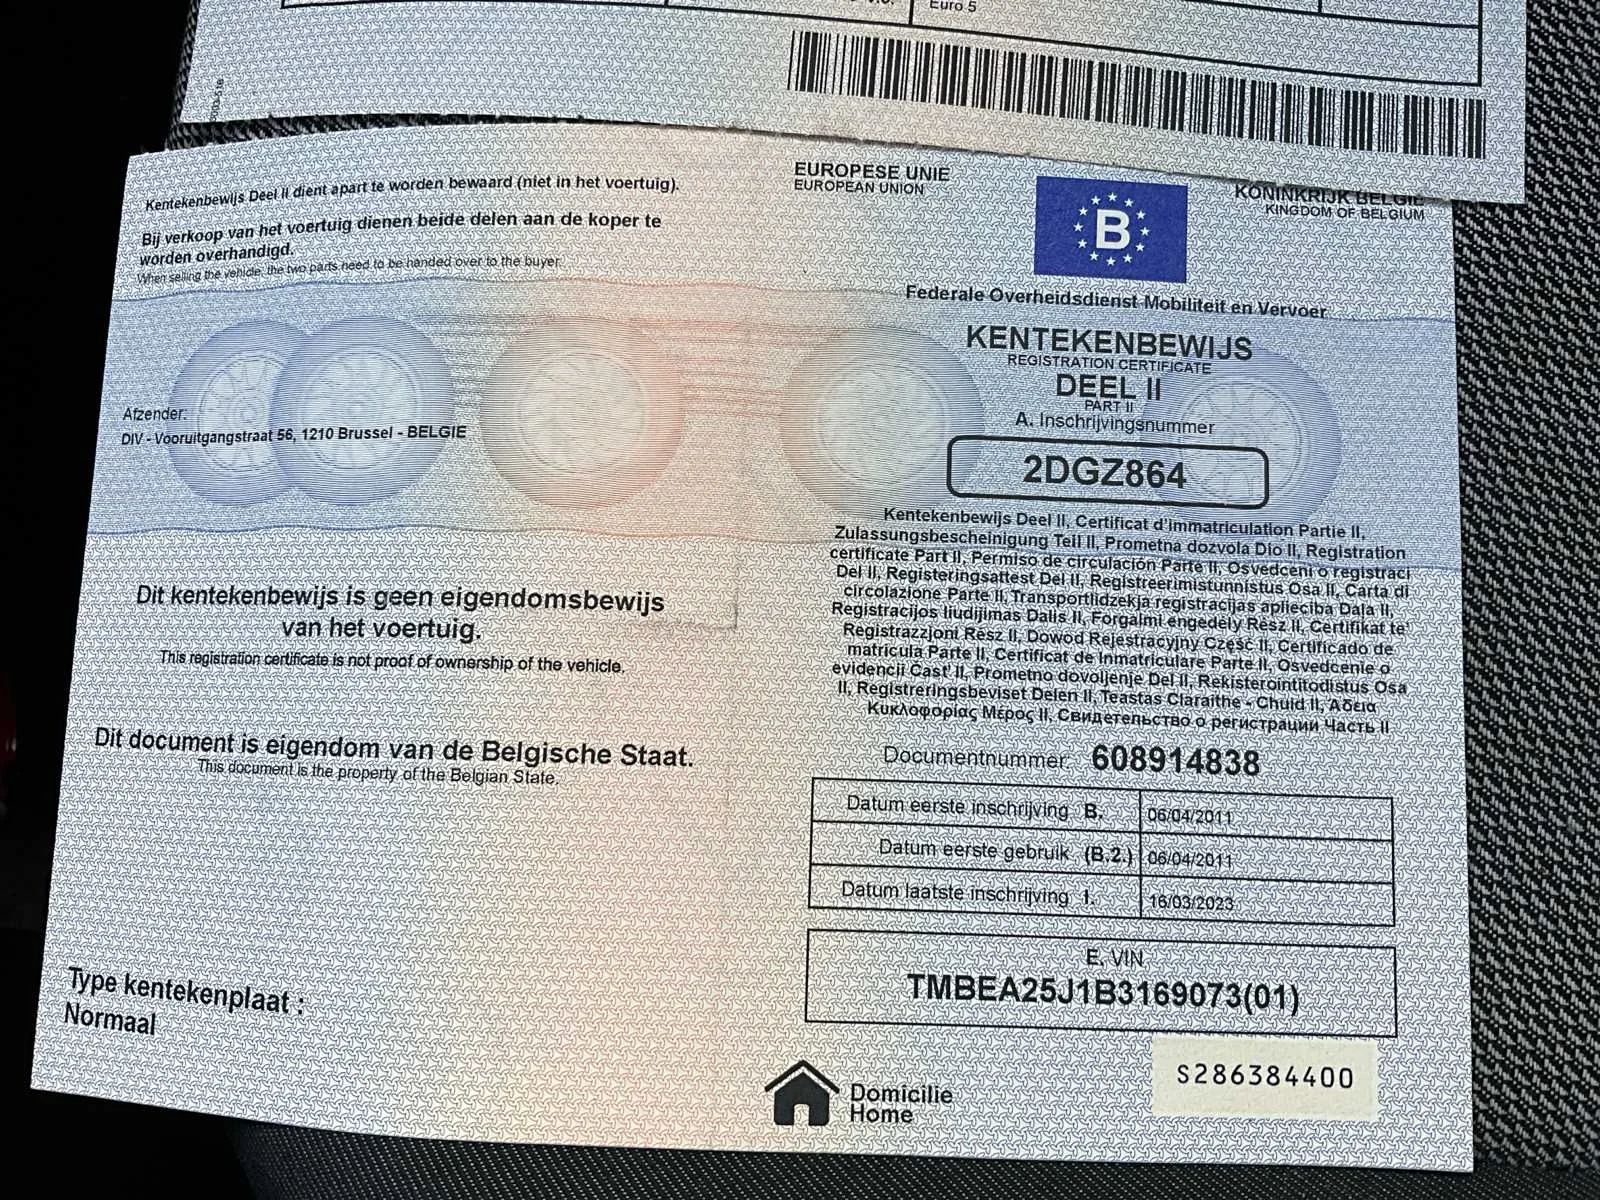 Euro 5
Kentekenbewijs Deel II dient apart te worden bewaard (niet in het voertuig).
Bij verkoop van het voertuig dienen beide delen aan de koper te
worden overhandigd.
When selling the vehicle, the two parts need to be handed over to the buyer.
Afzender:
DIV - Vooruitgangstraat 56, 1210 Brussel - BELGIE
Dit kentekenbewijs is geen eigendomsbewijs
van het voertuig.
This registration certificate is not proof of ownership of the vehicle.
Dit document is eigendom van de Belgische Staat.
This document is the property of the Belgian State.
Type kentekenplaat :
Normaal
EUROPESE UNIE
EUROPEAN UNION
B
KONINKRIJK BELGIE
KINGDOM OF BELGIUM
Federale Overheidsdienst Mobiliteit en Vervoer
KENTEKENBEWIJS
REGISTRATION CERTIFICATE
DEEL II
PART II
A. Inschrijvingsnummer
2DGZ864
Kentekenbewijs Deel II, Certificat d'immatriculation Partie II,
Zulassungsbescheinigung Teil II, Prometna dozvola Dio II, Registration
certificate Part II, Permiso de circulación Parte II, Osvedceni o registraci
Del II, Registeringsattest Del II, Registreerimistunnistus Osa II, Carta di
circolazione Parte II, Transportlidzekja registracijas aplieciba Dala II,
Registracijos liudijimas Dalis II, Forgalmi engedély Rész II, Certifikat te'
Registrazzjoni Rész II, Dowod Rejestracyjny Część II, Certificado de
matricula Parte II, Certificat de Inmatriculare Parte II, Osvedcenie o
evidencii Cast' II, Prometno dovoljenje Del II, Rekisterointitodistus Osa
II, Registreringsbeviset Delen II, Teastas Claraithe - Chuid II, Άδεια
Κυκλοφορίας Μέρος II, Свидетельство о регистрации Часть II
Documentnummer: 608914838
Datum eerste inschrijving B. 06/04/2011
Datum eerste gebruik (B.2.) 06/04/2011
Datum laatste inschrijving I. 16/03/2023
E. VIN
TMBEA25J1B3169073(01)
S286384400
Domicilie
Home